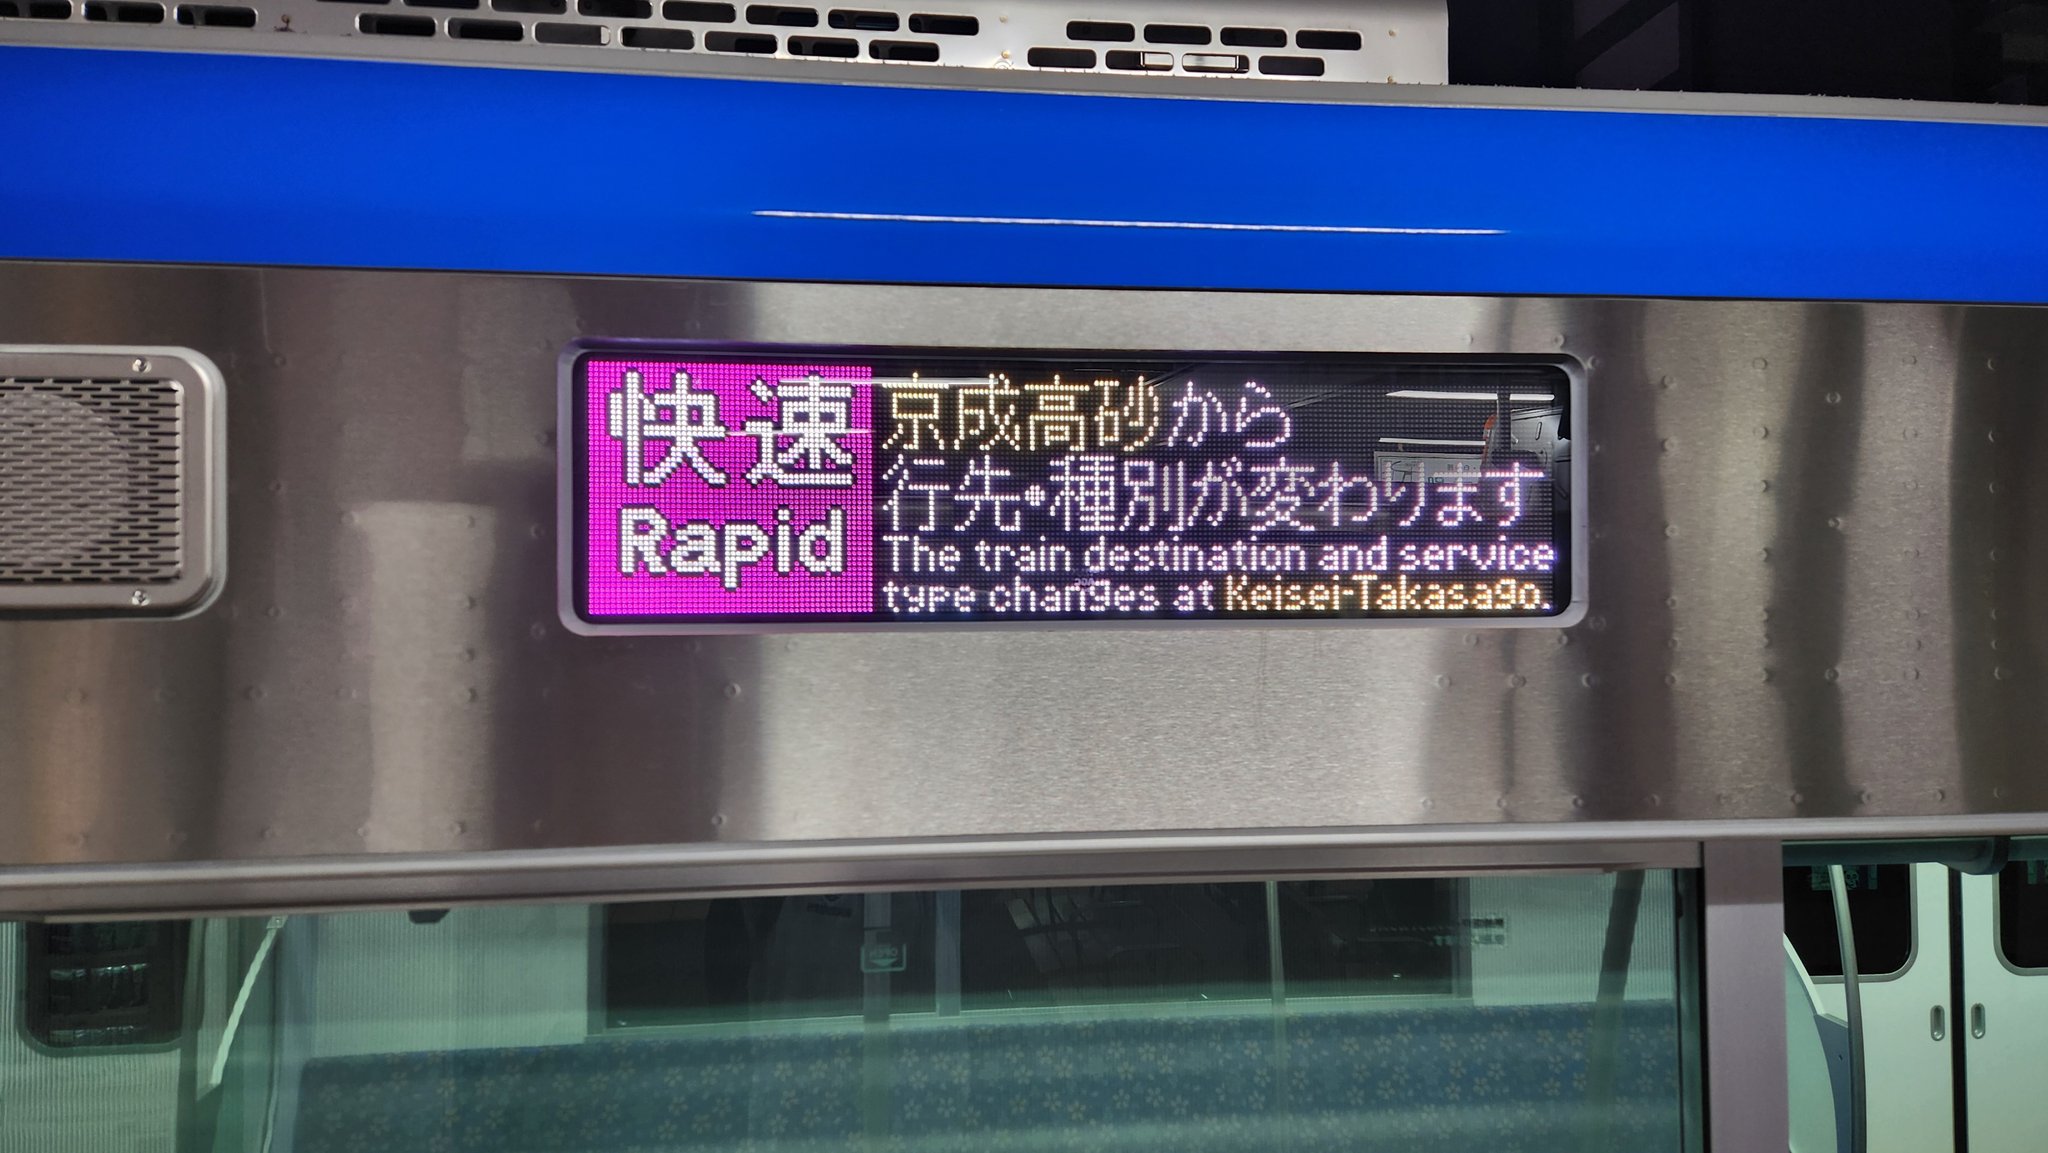 快速
Rapid
京成高砂から
行先・種別が変わります
The train destination and service
type changes at Keisei-Takasago.